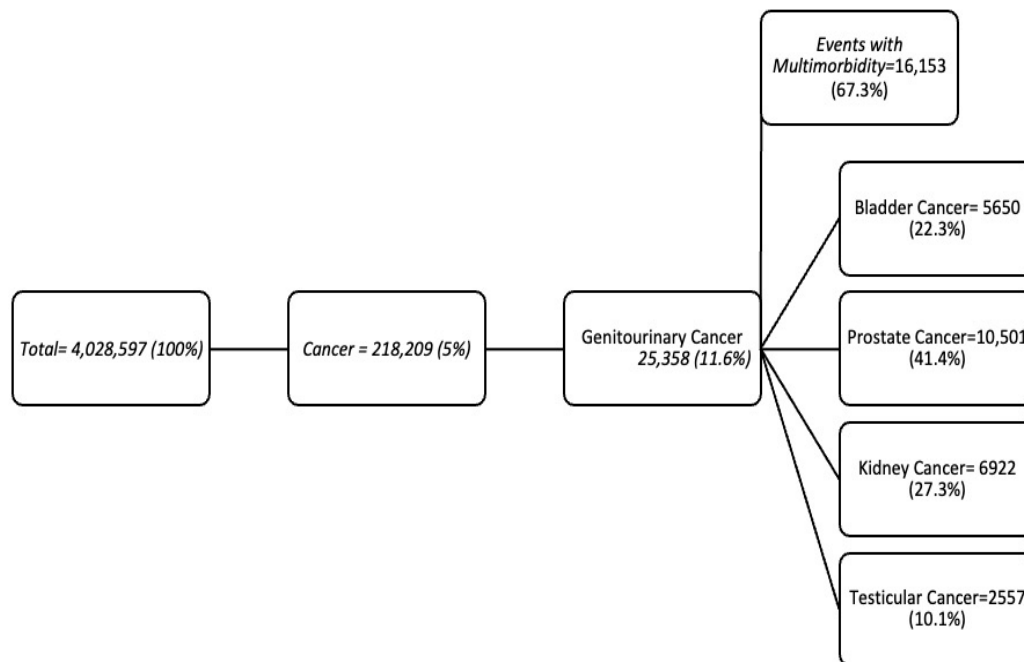 Events with
Multimorbidity=16,153
(67.3%)
Bladder Cancer= 5650
(22.3%)
Total= 4,028,597 (100%)
Cancer = 218,209 (5%)
Genitourinary Cancer
25,358 (11.6%)
Prostate Cancer=10,501
(41.4%)
Kidney Cancer= 6922
(27.3%)
Testicular Cancer=2557
(10.1%)